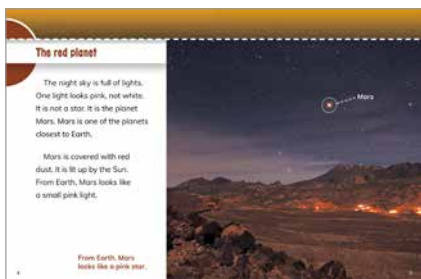 The red planet
The night sky is full of lights.
One light looks pink, not white.
It is not a star. It is the planet
Mars. Mars is one of the planets
closest to Earth.
Mars is covered with red
dust. It is lit up by the Sun.
From Earth, Mars looks like
a small pink light.
Mars
From Earth, Mars
looks like a pink star.
4